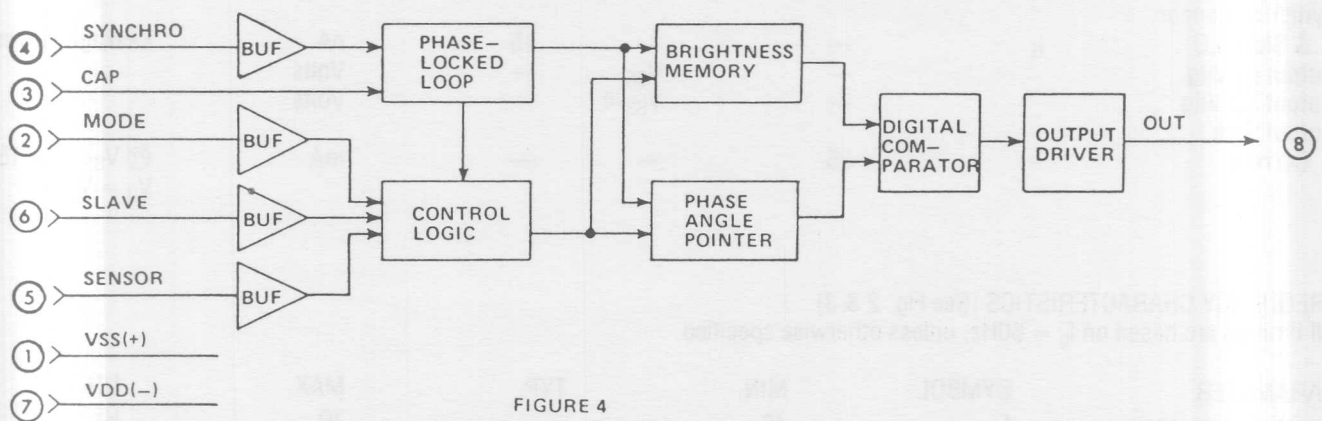 4 SYNCHRO
3 CAP
2 MODE
6 SLAVE
5 SENSOR
1 VSS(+)
7 VDD(−)
BUF
BUF
BUF
BUF
PHASE–
LOCKED
LOOP
CONTROL
LOGIC
BRIGHTNESS
MEMORY
PHASE
ANGLE
POINTER
DIGITAL
COM–
PARATOR
OUTPUT
DRIVER
OUT
8
FIGURE 4